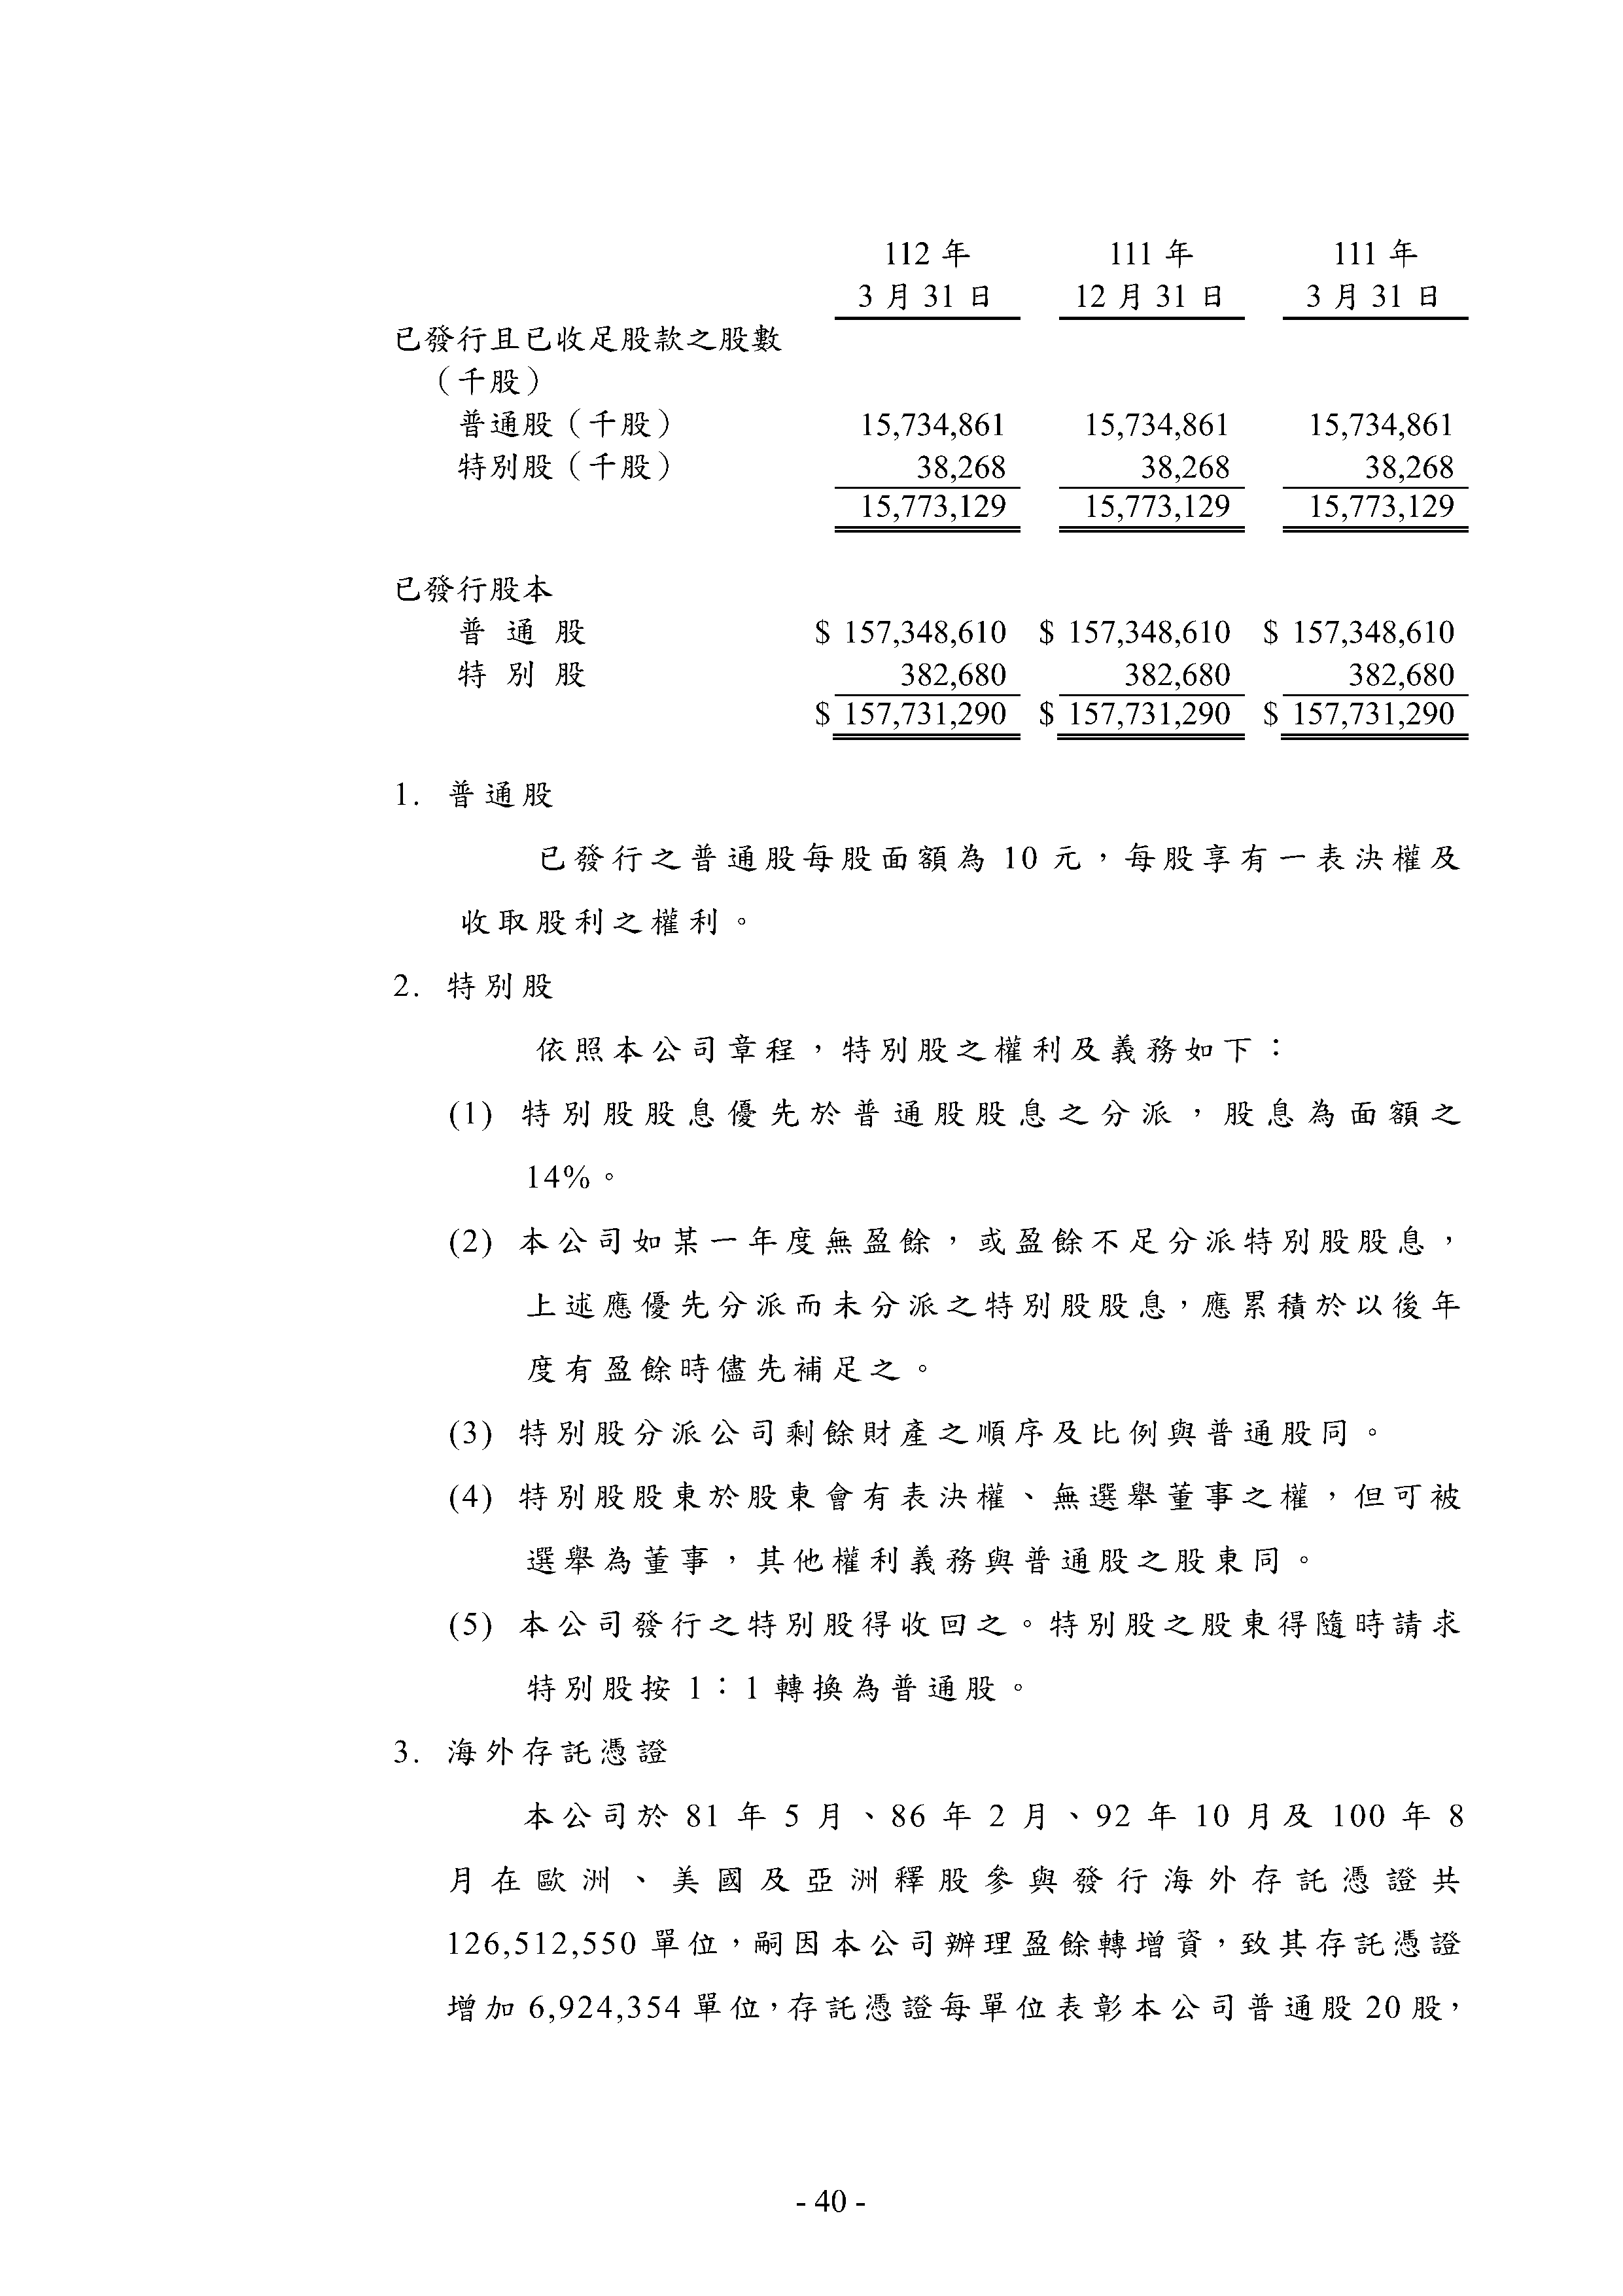 112 年 111 年 111 年
3 月 31 日 12 月 31 日 3 月 31 日
已發行且已收足股款之股數
（千股）
普通股（千股） 15,734,861 15,734,861 15,734,861
特別股（千股） 38,268 38,268 38,268
15,773,129 15,773,129 15,773,129
已發行股本
普通股 $ 157,348,610 $ 157,348,610 $ 157,348,610
特別股 382,680 382,680 382,680
$ 157,731,290 $ 157,731,290 $ 157,731,290
1. 普通股
已發行之普通股每股面額為 10 元，每股享有一表決權及
收取股利之權利。
2. 特別股
依照本公司章程，特別股之權利及義務如下：
(1) 特別股股息優先於普通股股息之分派，股息為面額之
14%。
(2) 本公司如某一年度無盈餘，或盈餘不足分派特別股股息，
上述應優先分派而未分派之特別股股息，應累積於以後年
度有盈餘時儘先補足之。
(3) 特別股分派公司剩餘財產之順序及比例與普通股同。
(4) 特別股股東於股東會有表決權、無選舉董事之權，但可被
選舉為董事，其他權利義務與普通股之股東同。
(5) 本公司發行之特別股得收回之。特別股之股東得隨時請求
特別股按 1：1 轉換為普通股。
3. 海外存託憑證
本公司於 81 年 5 月、86 年 2 月、92 年 10 月及 100 年 8
月在歐洲、美國及亞洲釋股參與發行海外存託憑證共
126,512,550 單位，嗣因本公司辦理盈餘轉增資，致其存託憑證
增加 6,924,354 單位，存託憑證每單位表彰本公司普通股 20 股，
- 40 -